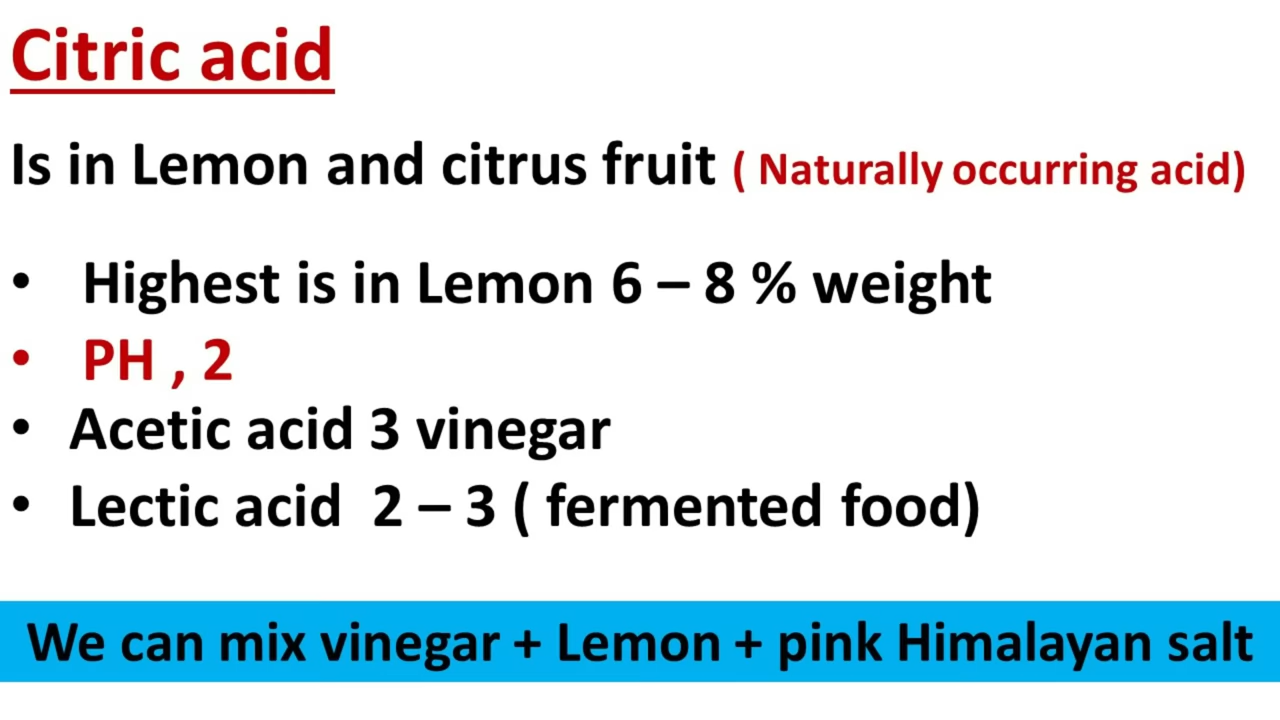 Citric acid
Is in Lemon and citrus fruit ( Naturally occurring acid)
• Highest is in Lemon 6 – 8 % weight
• PH , 2
• Acetic acid 3 vinegar
• Lectic acid 2 – 3 ( fermented food)
We can mix vinegar + Lemon + pink Himalayan salt